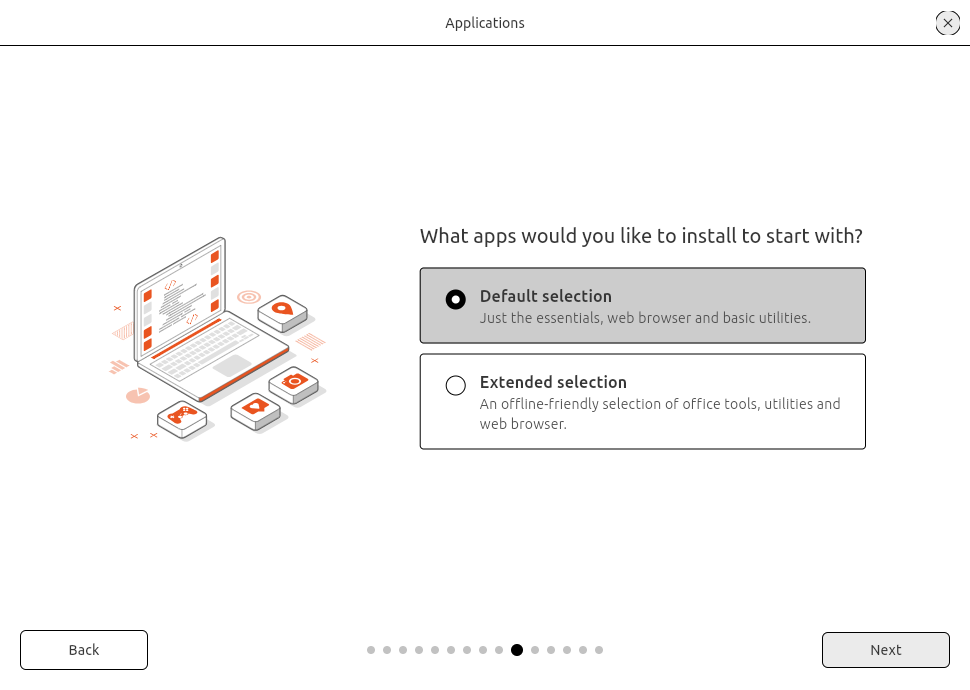 Applications
What apps would you like to install to start with?
Default selection
Just the essentials, web browser and basic utilities.
Extended selection
An offline-friendly selection of office tools, utilities and
web browser.
Back
Next